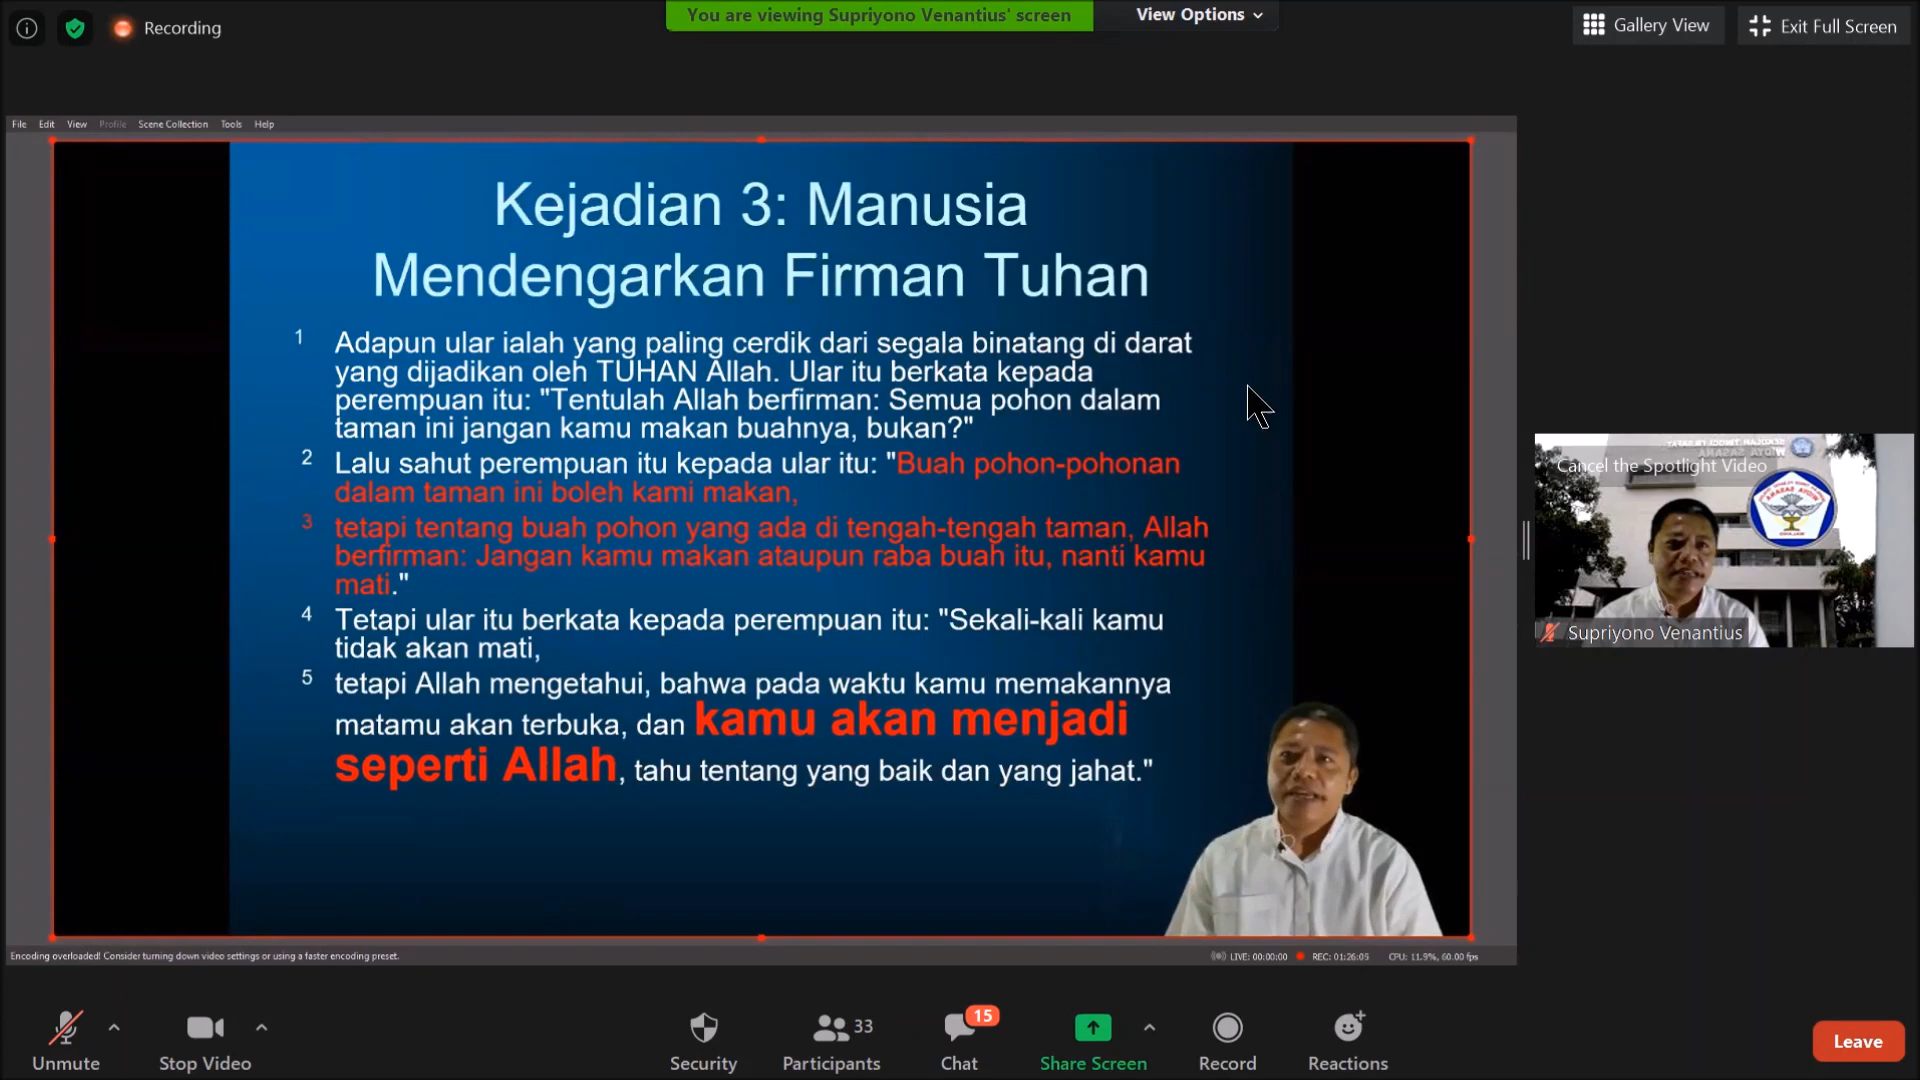 Recording
You are viewing Supriyono Venantius' screen
View Options
Gallery View
Exit Full Screen
File Edit View Profile Scene Collection Tools Help
Kejadian 3: Manusia
Mendengarkan Firman Tuhan
1 Adapun ular ialah yang paling cerdik dari segala binatang di darat
yang dijadikan oleh TUHAN Allah. Ular itu berkata kepada
perempuan itu: "Tentulah Allah berfirman: Semua pohon dalam
taman ini jangan kamu makan buahnya, bukan?"
2 Lalu sahut perempuan itu kepada ular itu: "Buah pohon-pohonan
dalam taman ini boleh kami makan,
3 tetapi tentang buah pohon yang ada di tengah-tengah taman, Allah
berfirman: Jangan kamu makan ataupun raba buah itu, nanti kamu
mati."
4 Tetapi ular itu berkata kepada perempuan itu: "Sekali-kali kamu
tidak akan mati,
5 tetapi Allah mengetahui, bahwa pada waktu kamu memakannya
matamu akan terbuka, dan kamu akan menjadi
seperti Allah, tahu tentang yang baik dan yang jahat."
Cancel the Spotlight Video
Supriyono Venantius
Encoding overloaded! Consider turning down video settings or using a faster encoding preset.
LIVE: 00:00:00 REC: 01:26:05 CPU: 11.9%, 60.00 fps
33
15
Unmute
Stop Video
Security
Participants
Chat
Share Screen
Record
Reactions
Leave